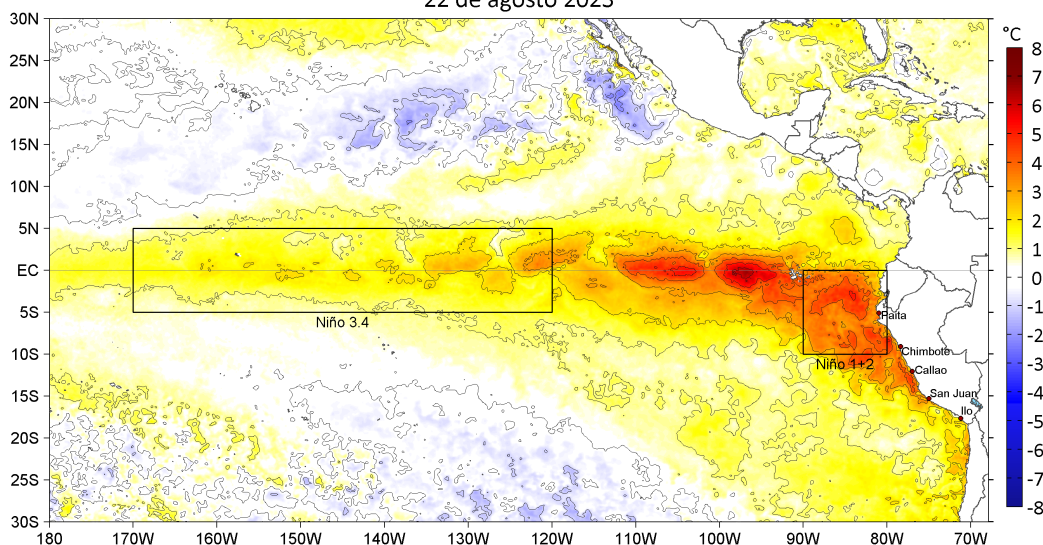 22 de agosto 2023
30N
25N
20N
15N
10N
5N
EC
5S
10S
15S
20S
25S
30S
180
170W
160W
150W
140W
130W
120W
110W
100W
90W
80W
70W
Niño 3.4
Niño 1+2
Paita
Chimbote
Callao
San Juan
Ilo
°C
8
7
6
5
4
3
2
1
0
-1
-2
-3
-4
-5
-6
-7
-8